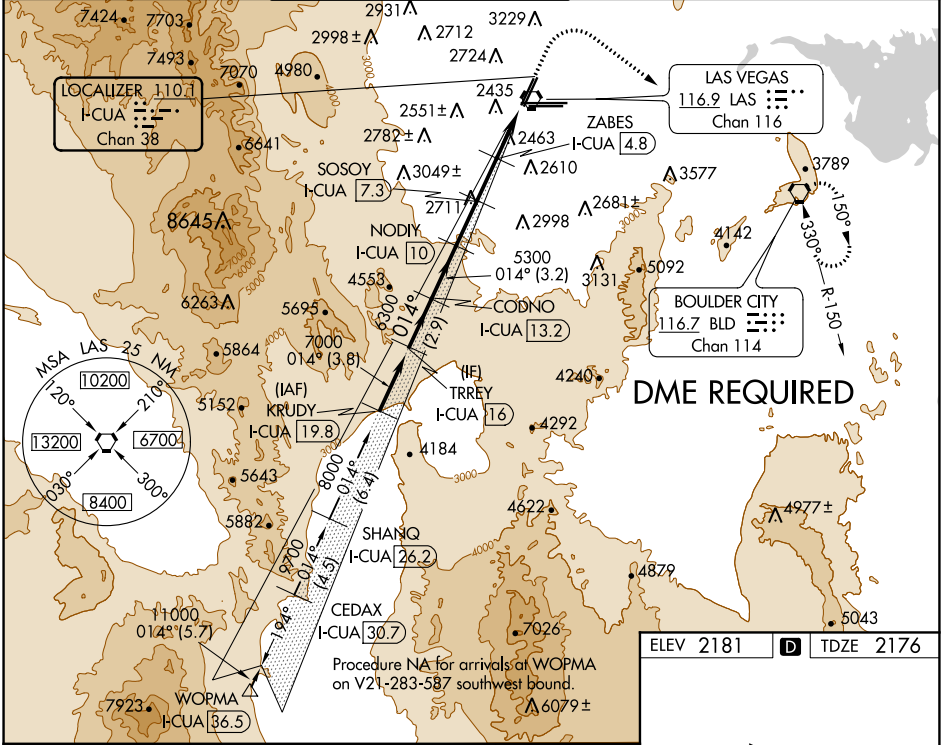 7424
7703
2931
3229
2998±
2712
7493
2724
7070
4980
LOCALIZER 110.1
I-CUA
Chan 38
2435
LAS VEGAS
116.9 LAS
Chan 116
2551±
ZABES
I-CUA 4.8
2782±
2463
6641
SOSOY
I-CUA 7.3
3049±
2610
3577
3789
2711
2681±
150°
8645
NODIY
I-CUA 10
2998
330°
4142
5300
014° (3.2)
4553
3131
5092
R-150
6263
5695
6300
014°
CODNO
I-CUA 13.2
BOULDER CITY
116.7 BLD
Chan 114
7000
014° (3.8)
(2.9)
5864
MSA LAS 25 NM
120°
10200
210°
13200
6700
030°
8400
300°
(IAF)
KRUDY
I-CUA 19.8
(IF)
TRREY
I-CUA 16
4240
DME REQUIRED
5152
3000
3000
3000
4292
4184
8000
014°
(6.4)
5643
4622
4977±
5882
SHANQ
I-CUA 26.2
4000
9700
014°
(4.5)
4879
11000
014° (5.7)
194°
CEDAX
I-CUA 30.7
7026
5043
Procedure NA for arrivals at WOPMA
on V21-283-587 southwest bound.
ELEV 2181
D
TDZE 2176
WOPMA
I-CUA 36.5
7923
6079±